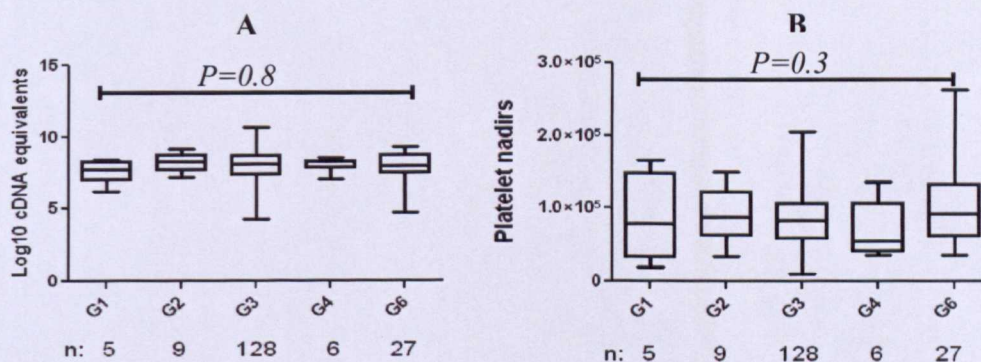 A
Log10 cDNA equivalents
15
10
5
0
P=0.8
G1 G2 G3 G4 G6
n: 5 9 128 6 27
B
Platelet nadirs
3.0×10⁵
2.0×10⁵
1.0×10⁵
0
P=0.3
G1 G2 G3 G4 G6
n: 5 9 128 6 27